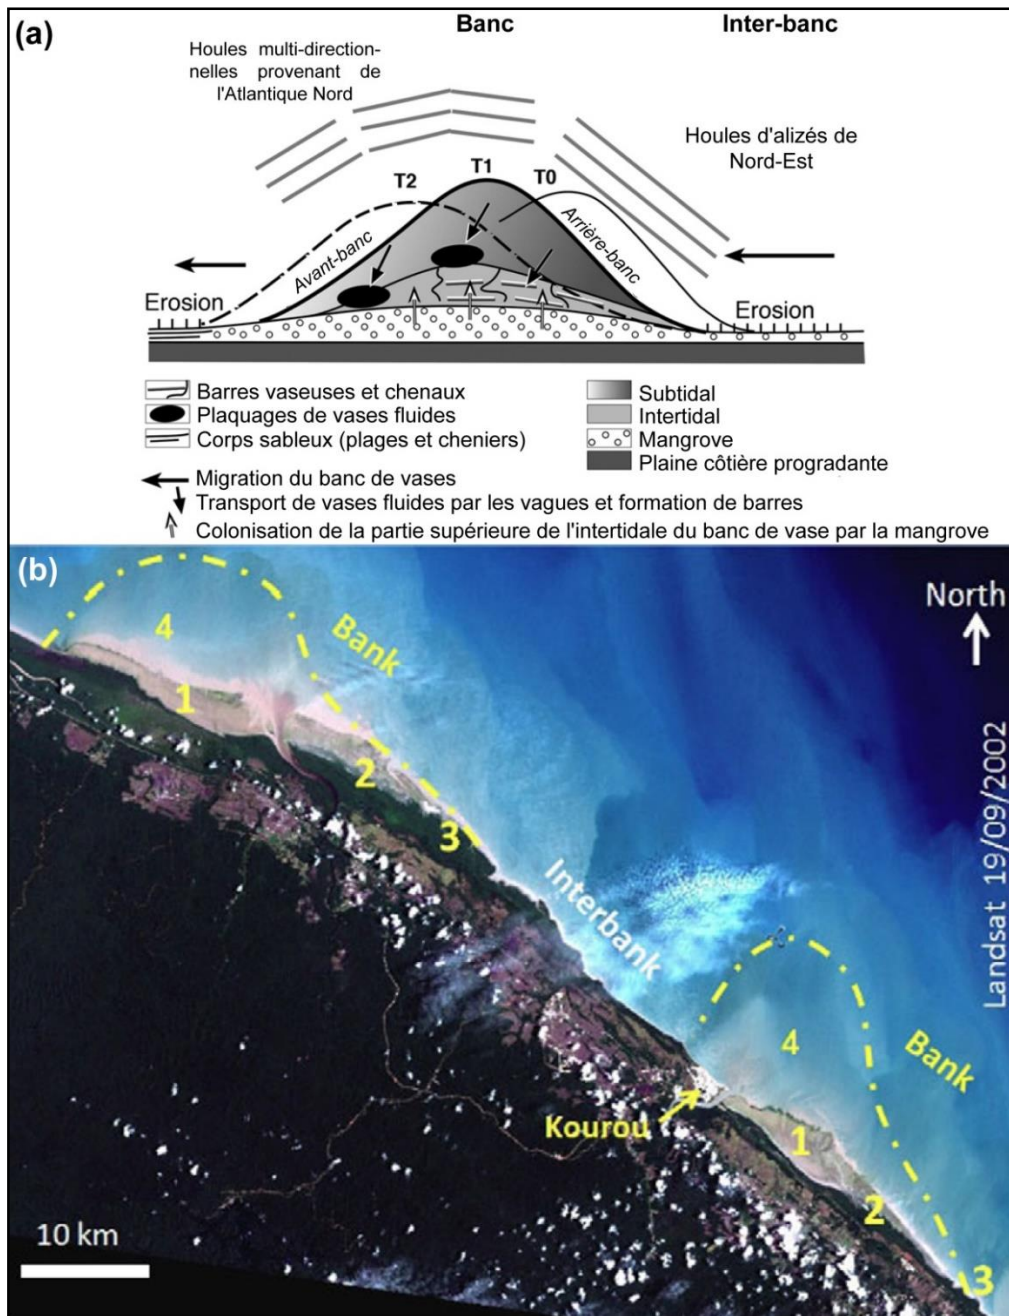 (a)
Banc
Inter-banc
Houles multi-direction-
nelles provenant de
l'Atlantique Nord
Houles d'alizés de
Nord-Est
T2
T1
T0
Avant-banc
Arrière-banc
Erosion
Erosion
Barres vaseuses et chenaux
Plaquages de vases fluides
Corps sableux (plages et cheniers)
Subtidal
Intertidal
Mangrove
Plaine côtière progradante
Migration du banc de vases
Transport de vases fluides par les vagues et formation de barres
Colonisation de la partie supérieure de l'intertidale du banc de vase par la mangrove
(b)
North
4
Bank
1
2
3
Interbank
Landsat 19/09/2002
4
Bank
Kourou
1
2
3
10 km